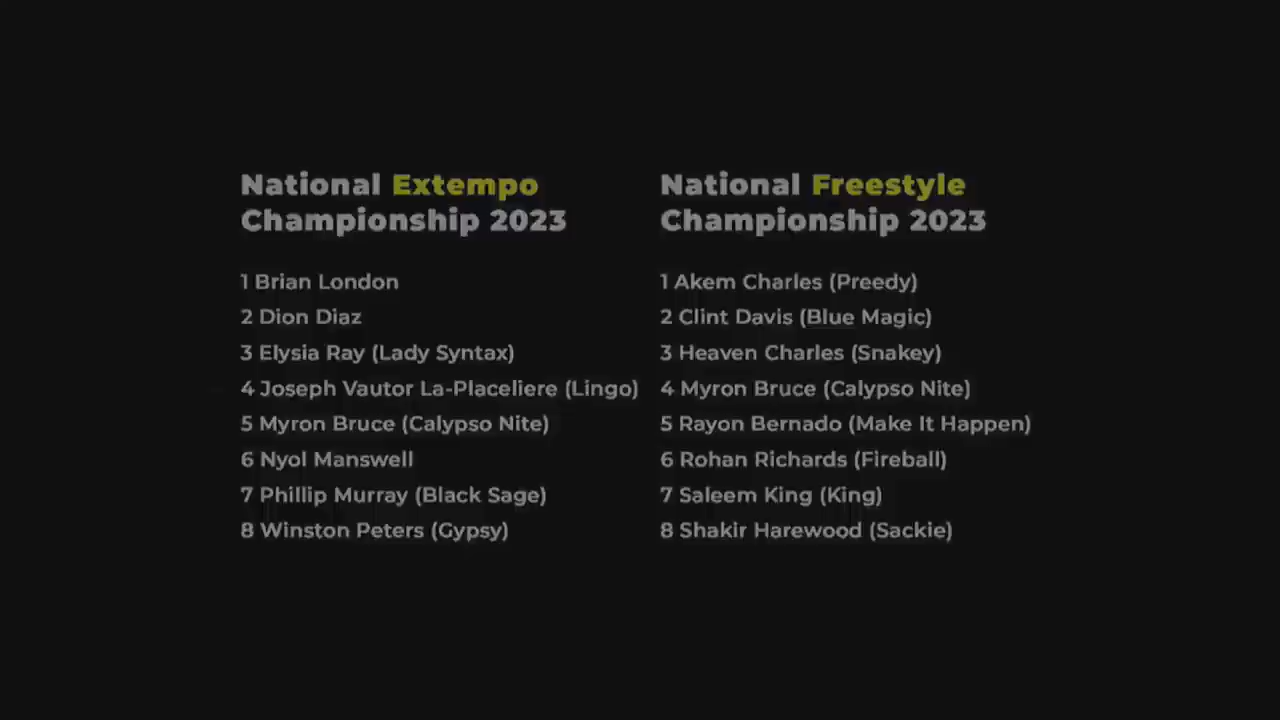 National Extempo
Championship 2023
1 Brian London
2 Dion Diaz
3 Elysia Ray (Lady Syntax)
4 Joseph Vautor La-Placeliere (Lingo)
5 Myron Bruce (Calypso Nite)
6 Nyol Manswell
7 Phillip Murray (Black Sage)
8 Winston Peters (Gypsy)
National Freestyle
Championship 2023
1 Akem Charles (Preedy)
2 Clint Davis (Blue Magic)
3 Heaven Charles (Snakey)
4 Myron Bruce (Calypso Nite)
5 Rayon Bernado (Make It Happen)
6 Rohan Richards (Fireball)
7 Saleem King (King)
8 Shakir Harewood (Sackie)